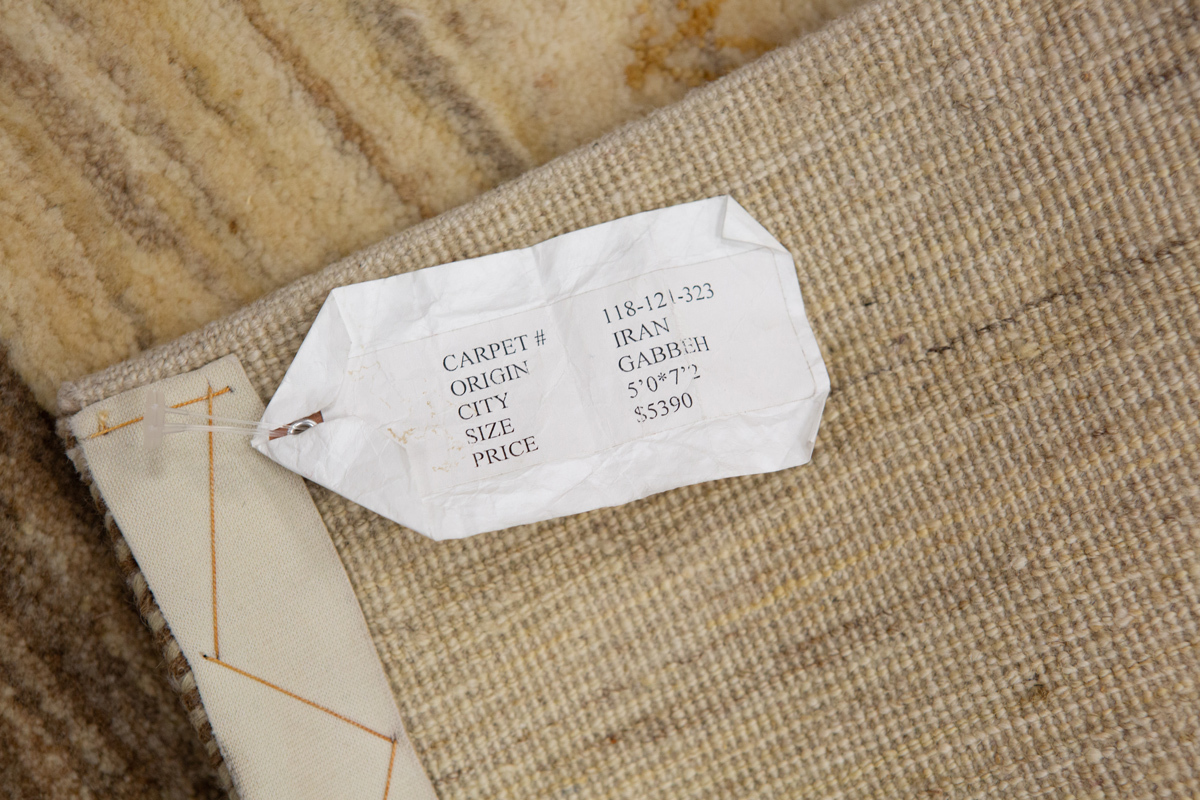 CARPET # 118-121-323
ORIGIN IRAN
CITY GABBEH
SIZE 5'0*7'2
PRICE $5390